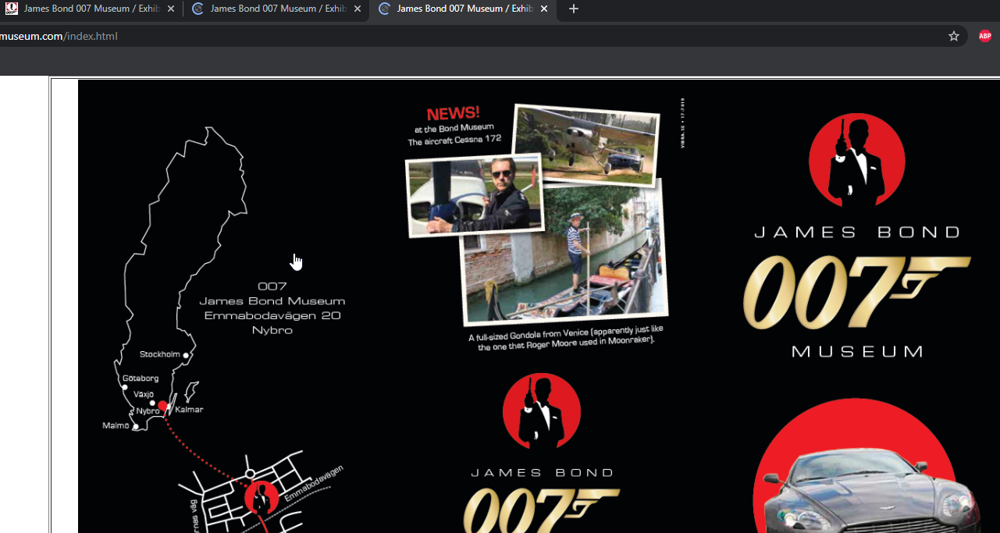 James Bond 007 Museum / Exhib
James Bond 007 Museum / Exhib
James Bond 007 Museum / Exhib
museum.com/index.html
ABP
NEWS!
at the Bond Museum
The aircraft Cessna 172
VIBRA.SE • 17-7019
JAMES BOND
007
MUSEUM
007
James Bond Museum
Emmabodavägen 20
Nybro
A full-sized Gondola from Venice (apparently just like
the one that Roger Moore used in Moonraker).
Stockholm
Göteborg
Växjö
Nybro
Kalmar
Malmö
Emmabodavägen
JAMES BOND
007